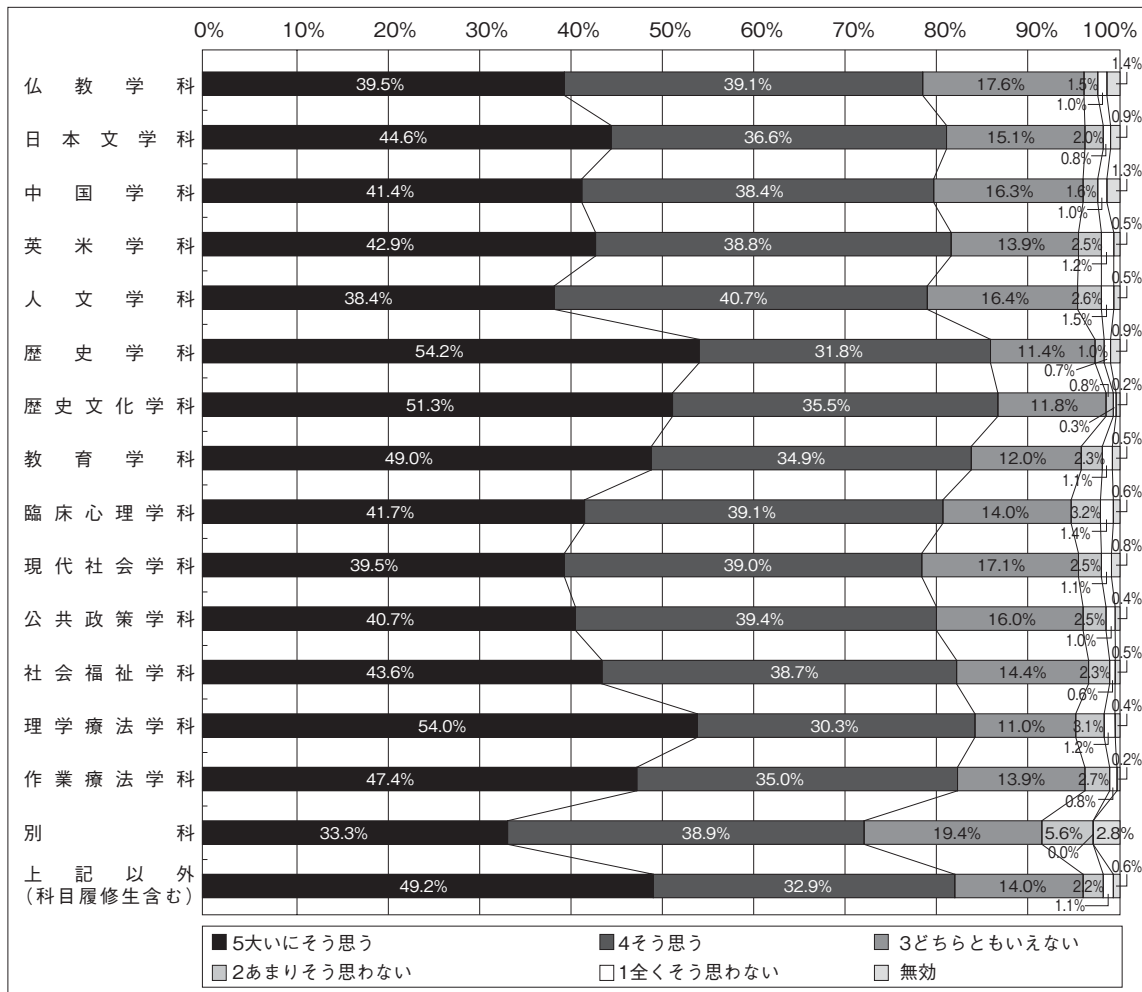 0% 10% 20% 30% 40% 50% 60% 70% 80% 90% 100%
仏教学科 39.5% 39.1% 17.6% 1.5% 1.0% 1.4%
日本文学科 44.6% 36.6% 15.1% 2.0% 0.8% 0.9%
中国学科 41.4% 38.4% 16.3% 1.6% 1.0% 1.3%
英米学科 42.9% 38.8% 13.9% 2.5% 1.2% 0.5%
人文学科 38.4% 40.7% 16.4% 2.6% 1.5% 0.5%
歴史学科 54.2% 31.8% 11.4% 1.0% 0.7% 0.9%
歴史文化学科 51.3% 35.5% 11.8% 0.8% 0.3% 0.2%
教育学科 49.0% 34.9% 12.0% 2.3% 1.1% 0.5%
臨床心理学科 41.7% 39.1% 14.0% 3.2% 1.4% 0.6%
現代社会学科 39.5% 39.0% 17.1% 2.5% 1.1% 0.8%
公共政策学科 40.7% 39.4% 16.0% 2.5% 1.0% 0.4%
社会福祉学科 43.6% 38.7% 14.4% 2.3% 0.6% 0.5%
理学療法学科 54.0% 30.3% 11.0% 3.1% 1.2% 0.4%
作業療法学科 47.4% 35.0% 13.9% 2.7% 0.8% 0.2%
別科 33.3% 38.9% 19.4% 5.6% 0.0% 2.8%
上記以外
(科目履修生含む) 49.2% 32.9% 14.0% 2.2% 1.1% 0.6%
5大いにそう思う 4そう思う 3どちらともいえない
2あまりそう思わない 1全くそう思わない 無効